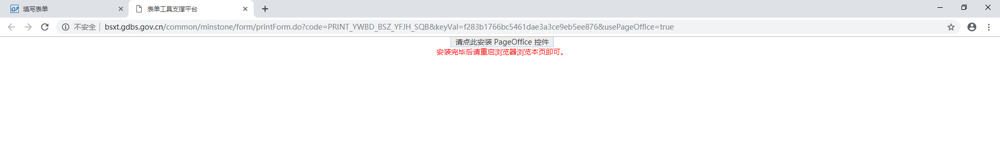 填写表单
表单工具支撑平台
不安全 bsxt.gdbs.gov.cn/common/minstone/form/printForm.do?code=PRINT_YWBD_BSZ_YFJH_SQB&keyVal=f283b1766bc5461dae3a3ce9eb5ee876&usePageOffice=true
请点此安装 PageOffice 控件
安装完毕后请重启浏览器浏览本页即可。